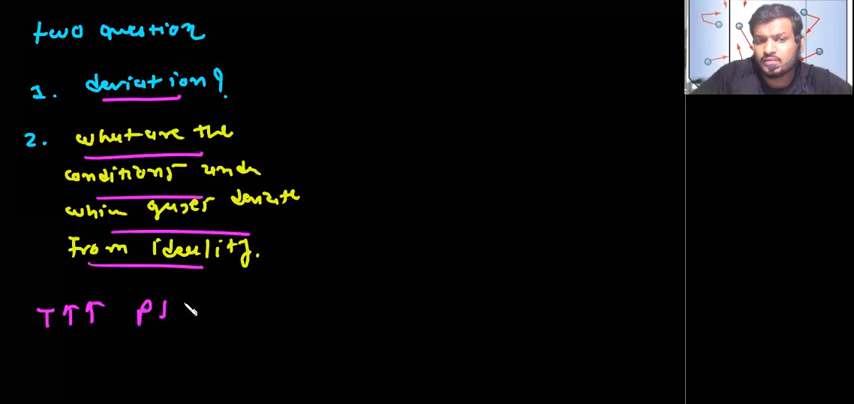 two question
1. deviation?
2. what are the
conditions under
which gases deviate
From Ideality.
T↑↑↑ P↓